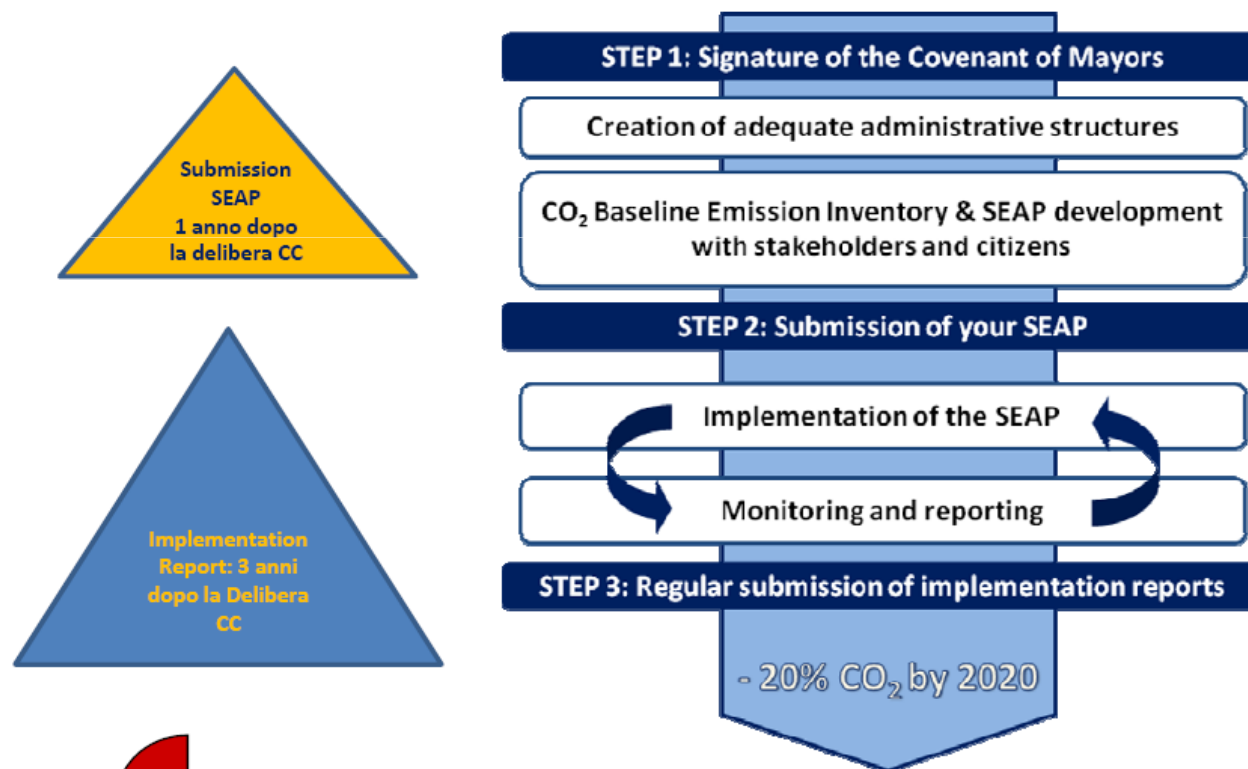 Submission
SEAP
1 anno dopo
la delibera CC
Implementation
Report: 3 anni
dopo la Delibera
CC
STEP 1: Signature of the Covenant of Mayors
Creation of adequate administrative structures
CO₂ Baseline Emission Inventory & SEAP development
with stakeholders and citizens
STEP 2: Submission of your SEAP
Implementation of the SEAP
Monitoring and reporting
STEP 3: Regular submission of implementation reports
- 20% CO₂ by 2020